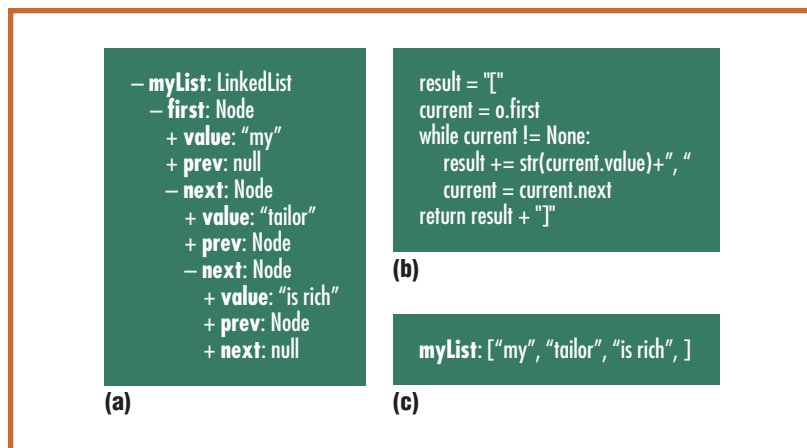 – myList: LinkedList
– first: Node
+ value: “my”
+ prev: null
– next: Node
+ value: “tailor”
+ prev: Node
– next: Node
+ value: “is rich”
+ prev: Node
+ next: null
(a)
result = "["
current = o.first
while current != None:
result += str(current.value)+”, “
current = current.next
return result + "]"
(b)
myList: [“my”, “tailor”, “is rich”, ]
(c)